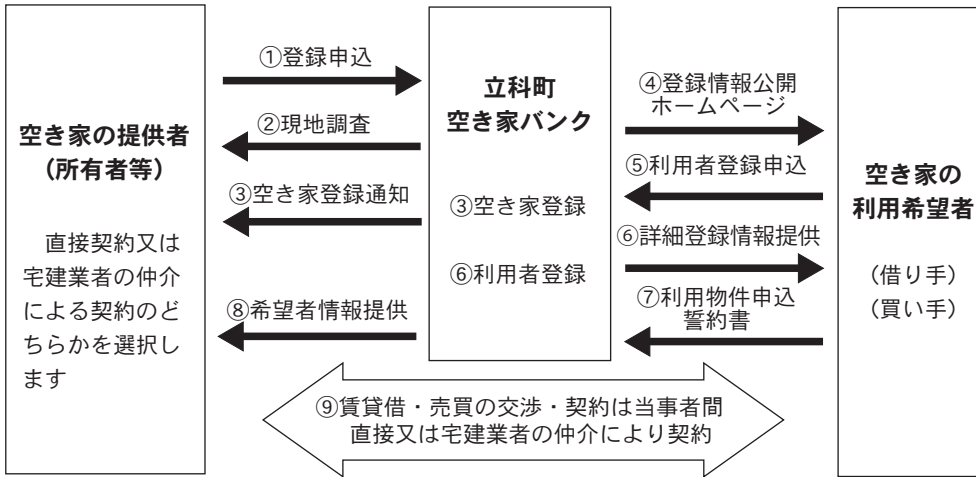 空き家の提供者
（所有者等）
直接契約又は
宅建業者の仲介
による契約のど
ちらかを選択し
ます
①登録申込
②現地調査
③空き家登録通知
⑧希望者情報提供
立科町
空き家バンク
③空き家登録
⑥利用者登録
④登録情報公開
ホームページ
⑤利用者登録申込
⑥詳細登録情報提供
⑦利用物件申込
誓約書
空き家の
利用希望者
（借り手）
（買い手）
⑨賃貸借・売買の交渉・契約は当事者間
直接又は宅建業者の仲介により契約